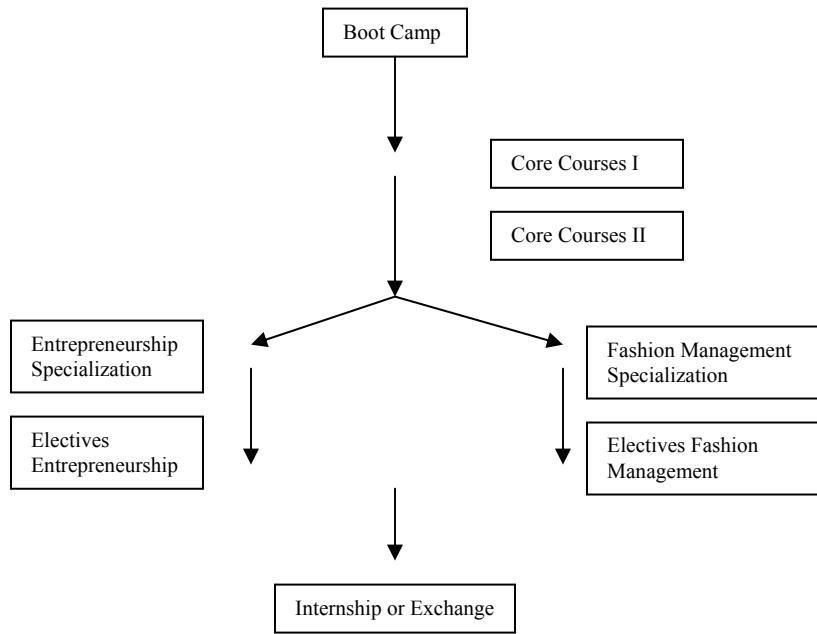 Boot Camp
Core Courses I
Core Courses II
Entrepreneurship
Specialization
Fashion Management
Specialization
Electives
Entrepreneurship
Electives Fashion
Management
Internship or Exchange